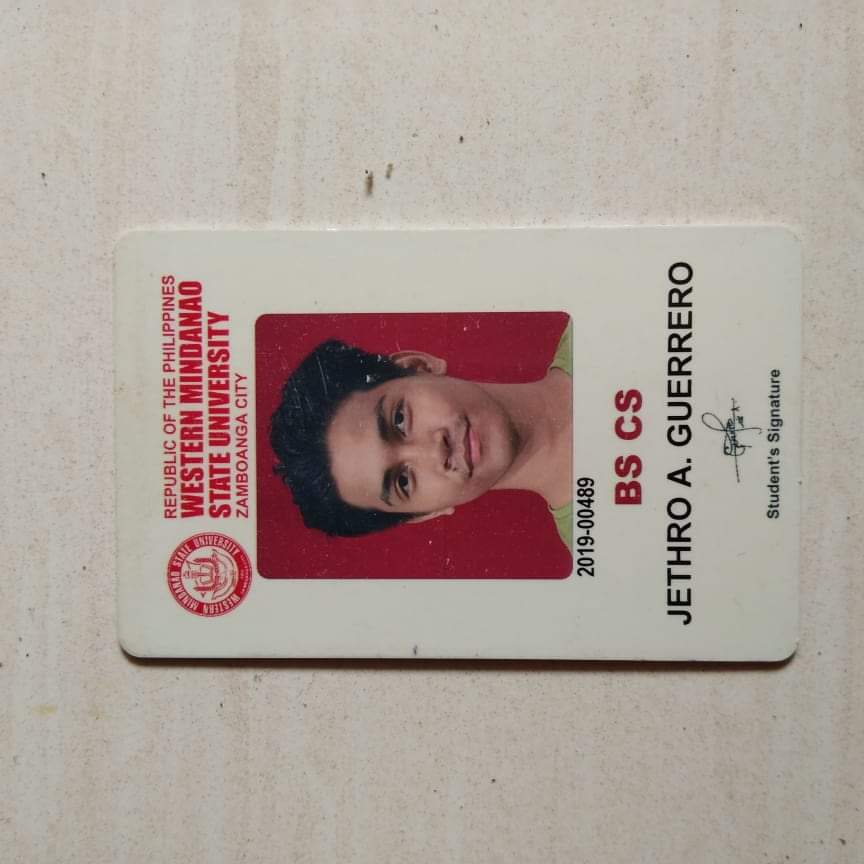 REPUBLIC OF THE PHILIPPINES
WESTERN MINDANAO
STATE UNIVERSITY
ZAMBOANGA CITY
WESTERN MINDANAO STATE UNIVERSITY
2019-00489
BS CS
JETHRO A. GUERRERO
Student's Signature